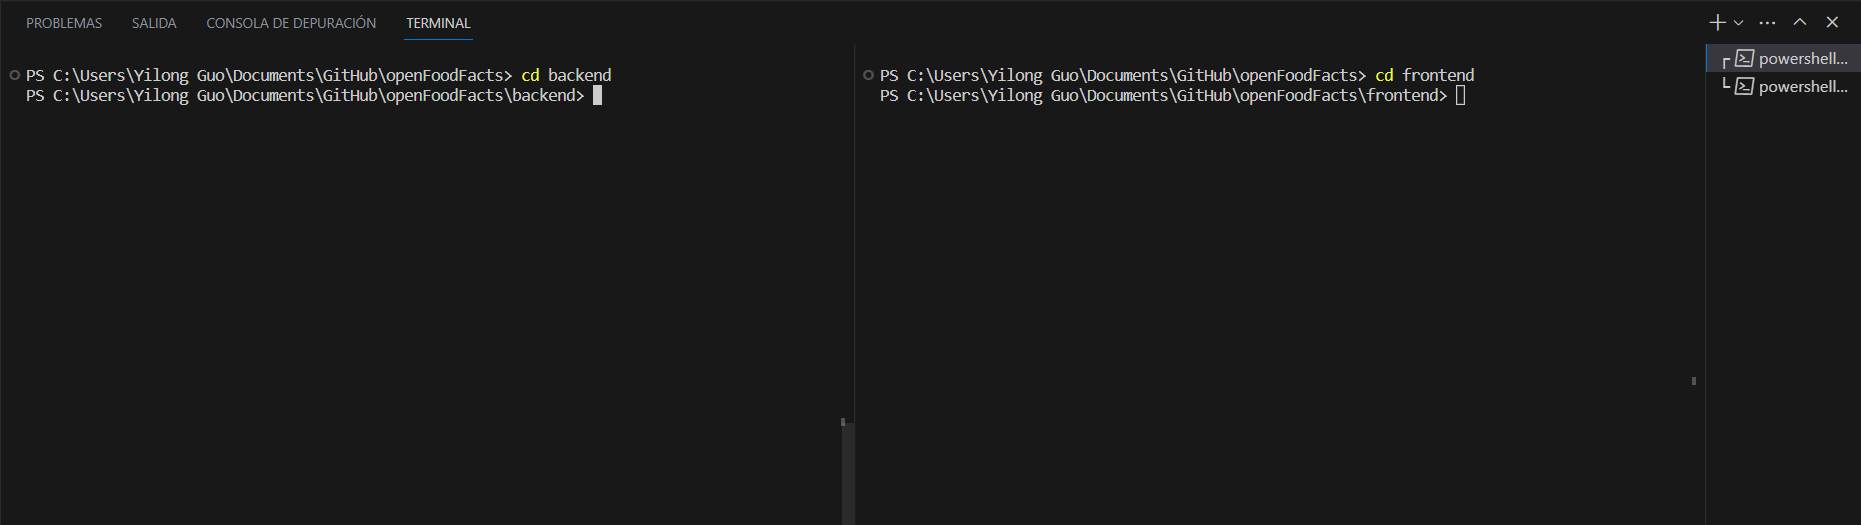 PROBLEMAS SALIDA CONSOLA DE DEPURACIÓN TERMINAL
PS C:\Users\Yilong Guo\Documents\GitHub\openFoodFacts> cd backend
PS C:\Users\Yilong Guo\Documents\GitHub\openFoodFacts\backend>
PS C:\Users\Yilong Guo\Documents\GitHub\openFoodFacts> cd frontend
PS C:\Users\Yilong Guo\Documents\GitHub\openFoodFacts\frontend>
powershell...
powershell...